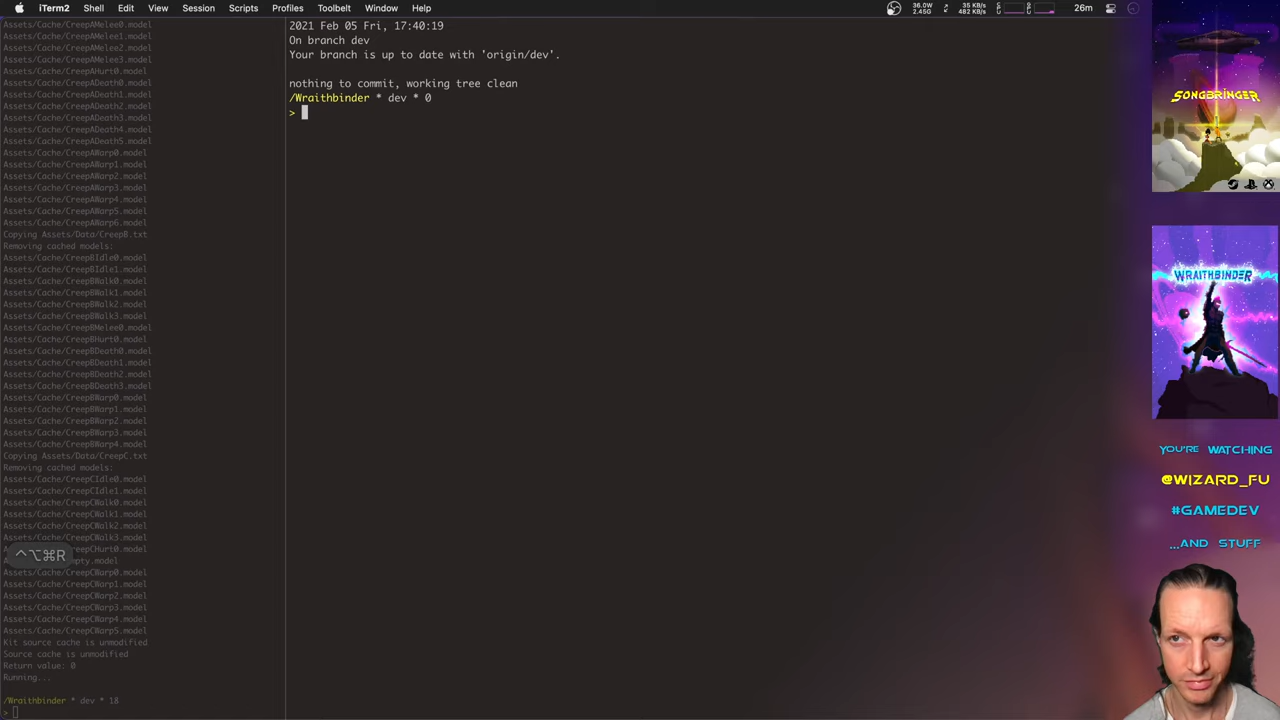 iTerm2 Shell Edit View Session Scripts Profiles Toolbelt Window Help
36.0W
2.45G
35 KB/s
482 KB/s
26m
Assets/Cache/CreepAMelee0.model
Assets/Cache/CreepAMelee1.model
Assets/Cache/CreepAMelee2.model
Assets/Cache/CreepAMelee3.model
Assets/Cache/CreepAHurt0.model
Assets/Cache/CreepADeath0.model
Assets/Cache/CreepADeath1.model
Assets/Cache/CreepADeath2.model
Assets/Cache/CreepADeath3.model
Assets/Cache/CreepADeath4.model
Assets/Cache/CreepADeath5.model
Assets/Cache/CreepAWarp0.model
Assets/Cache/CreepAWarp1.model
Assets/Cache/CreepAWarp2.model
Assets/Cache/CreepAWarp3.model
Assets/Cache/CreepAWarp4.model
Assets/Cache/CreepAWarp5.model
Assets/Cache/CreepAWarp6.model
Copying Assets/Data/CreepB.txt
Removing cached models:
Assets/Cache/CreepBIdle0.model
Assets/Cache/CreepBIdle1.model
Assets/Cache/CreepBWalk0.model
Assets/Cache/CreepBWalk1.model
Assets/Cache/CreepBWalk2.model
Assets/Cache/CreepBWalk3.model
Assets/Cache/CreepBMelee0.model
Assets/Cache/CreepBHurt0.model
Assets/Cache/CreepBDeath0.model
Assets/Cache/CreepBDeath1.model
Assets/Cache/CreepBDeath2.model
Assets/Cache/CreepBDeath3.model
Assets/Cache/CreepBWarp0.model
Assets/Cache/CreepBWarp1.model
Assets/Cache/CreepBWarp2.model
Assets/Cache/CreepBWarp3.model
Assets/Cache/CreepBWarp4.model
Copying Assets/Data/CreepC.txt
Removing cached models:
Assets/Cache/CreepCIdle0.model
Assets/Cache/CreepCIdle1.model
Assets/Cache/CreepCWalk0.model
Assets/Cache/CreepCWalk1.model
Assets/Cache/CreepCWalk2.model
Assets/Cache/CreepCWalk3.model
CreepCHurt0.model
^⌥⌘R
Assets/Cache/CreepCWarp0.model
Assets/Cache/CreepCWarp1.model
Assets/Cache/CreepCWarp2.model
Assets/Cache/CreepCWarp3.model
Assets/Cache/CreepCWarp4.model
Assets/Cache/CreepCWarp5.model
Kit source cache is unmodified
Source cache is unmodified
Return value: 0
Running...
/Wraithbinder * dev * 18
>
2021 Feb 05 Fri, 17:40:19
On branch dev
Your branch is up to date with 'origin/dev'.
nothing to commit, working tree clean
/Wraithbinder * dev * 0
>
SONGBRINGER
WRAITHBINDER
YOU'RE WATCHING
@WIZARD_FU
#GAMEDEV
...AND STUFF